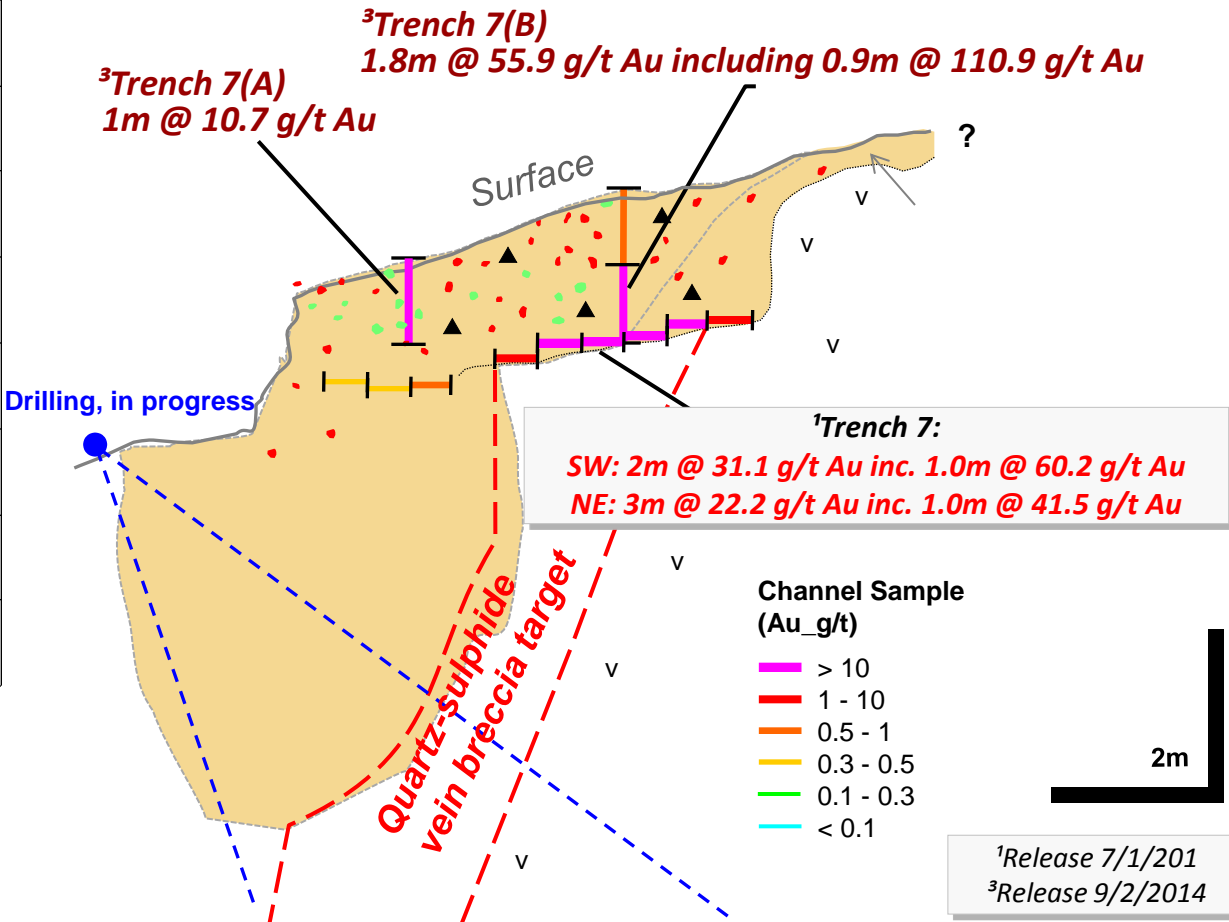 ³Trench 7(B)
1.8m @ 55.9 g/t Au including 0.9m @ 110.9 g/t Au
³Trench 7(A)
1m @ 10.7 g/t Au
Surface
?
v
v
v
Drilling, in progress
¹Trench 7:
SW: 2m @ 31.1 g/t Au inc. 1.0m @ 60.2 g/t Au
NE: 3m @ 22.2 g/t Au inc. 1.0m @ 41.5 g/t Au
v
Quartz-sulphide
vein breccia target
v
v
Channel Sample
(Au_g/t)
> 10
1 - 10
0.5 - 1
0.3 - 0.5
0.1 - 0.3
< 0.1
2m
¹Release 7/1/201
³Release 9/2/2014